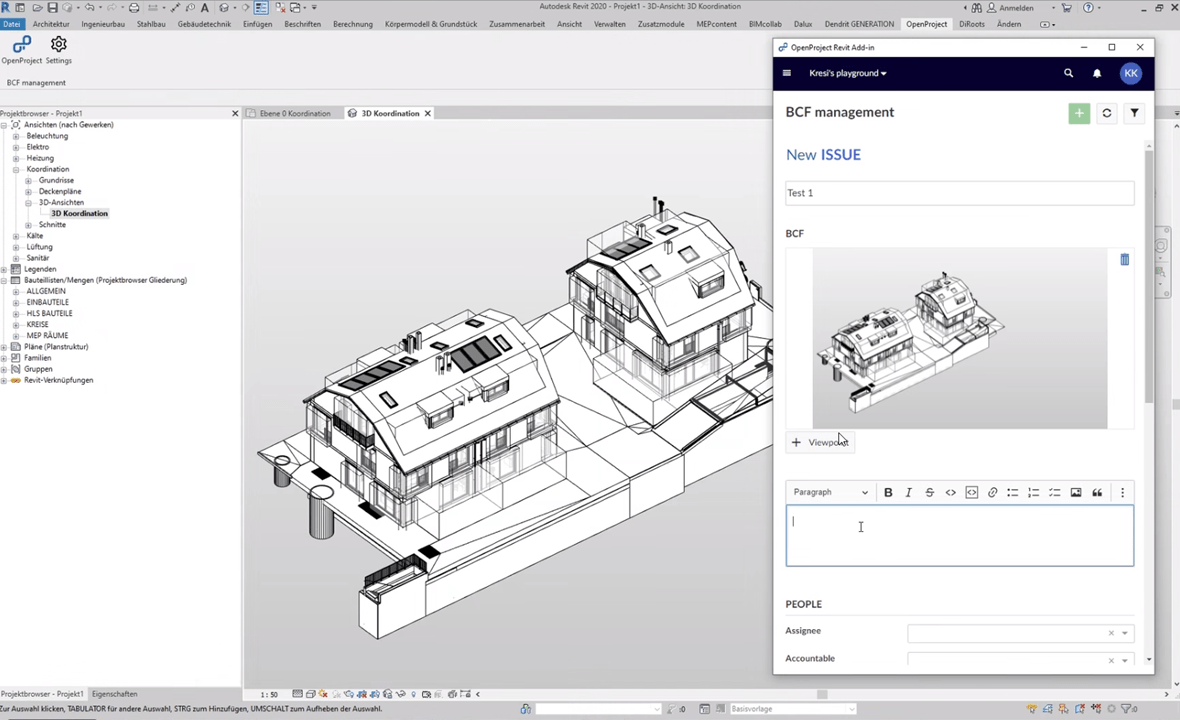 Autodesk Revit 2020 - Projekt1 - 3D-Ansicht: 3D Koordination
Anmelden
Datei Architektur Ingenieurbau Stahlbau Gebäudetechnik Einfügen Beschriften Berechnung Körpermodell & Grundstück Zusammenarbeit Ansicht Verwalten Zusatzmodule MEPcontent BIMcollab Dalux Dendrit GENERATION OpenProject DiRoots Ändern
OpenProject Settings
BCF management
Projektbrowser - Projekt1
Ansichten (nach Gewerken)
Beleuchtung
Elektro
Heizung
Koordination
Grundrisse
Deckenpläne
3D-Ansichten
3D Koordination
Schnitte
Kälte
Lüftung
Sanitär
Legenden
Bauteillisten/Mengen (Projektbrowser Gliederung)
ALLGEMEIN
EINBAUTEILE
HLS BAUTEILE
KREISE
MEP RÄUME
Pläne (Planstruktur)
Familien
Gruppen
Revit-Verknüpfungen
Ebene 0 Koordination
3D Koordination
OpenProject Revit Add-in
Kresi's playground
KK
BCF management
New ISSUE
Test 1
BCF
Viewpoint
Paragraph
PEOPLE
Assignee
Accountable
Projektbrowser - Projekt1 Eigenschaften
1 : 50
Zur Auswahl klicken, TABULATOR für andere Auswahl, STRG zum Hinzufügen, UMSCHALT zum Aufheben der Auswahl.
:0
Basisvorlage
:0